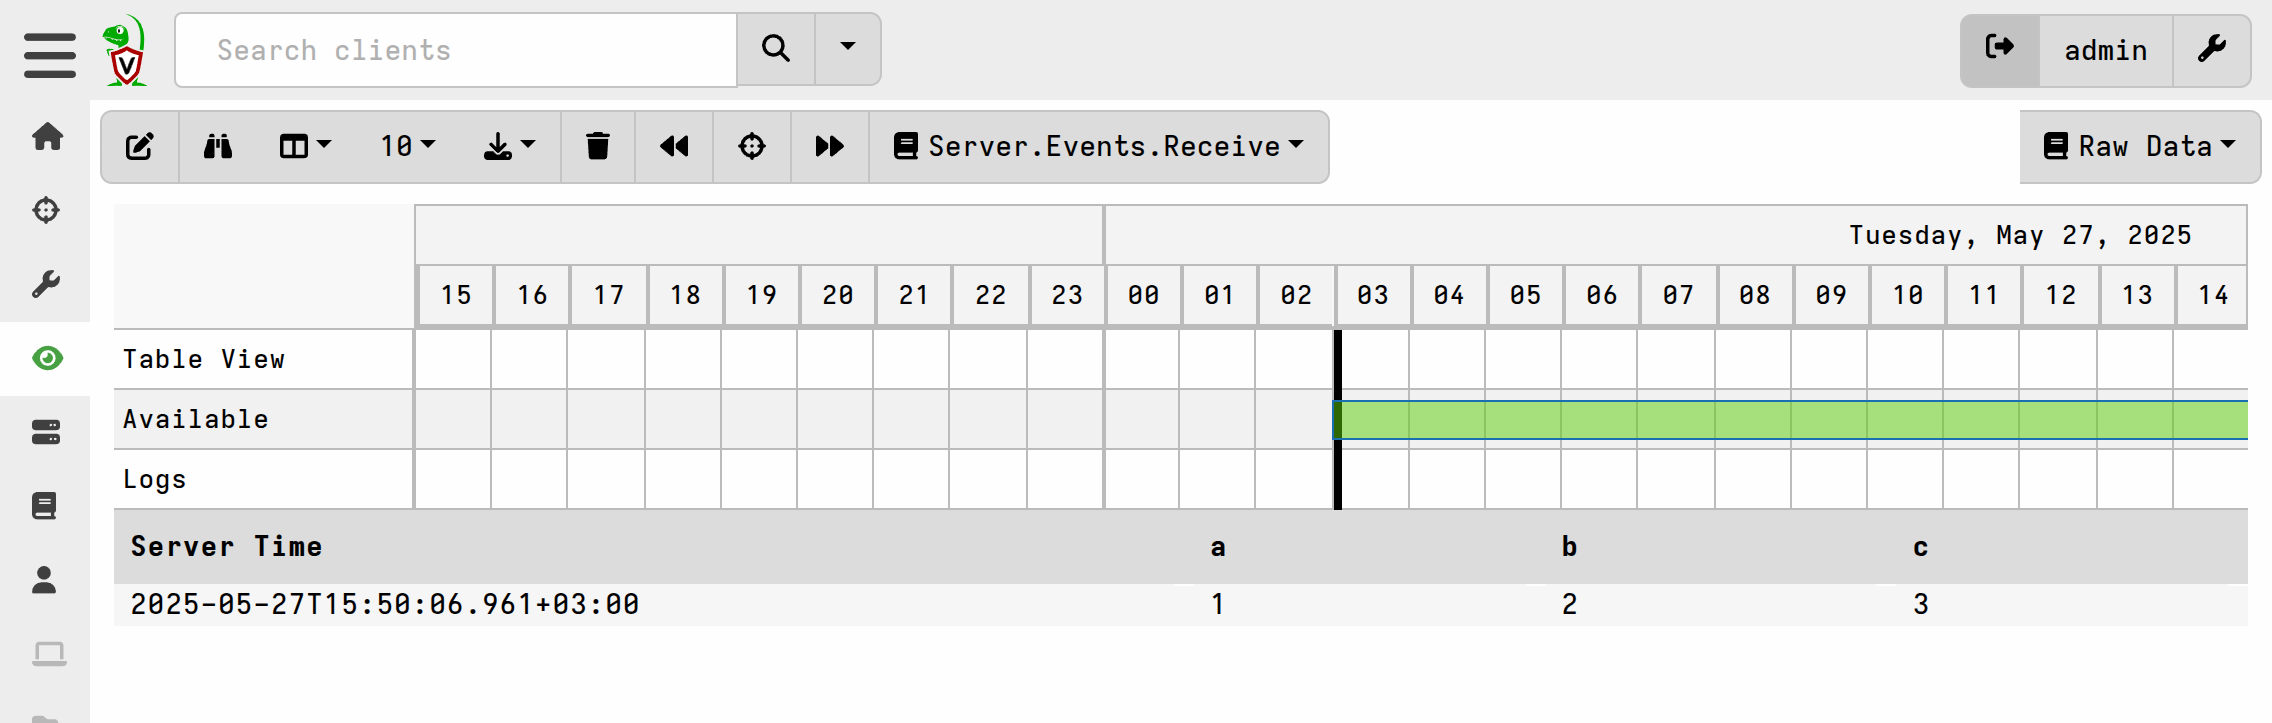 V
Search clients
admin
10
Server.Events.Receive
Raw Data
Tuesday, May 27, 2025
15 16 17 18 19 20 21 22 23 00 01 02 03 04 05 06 07 08 09 10 11 12 13 14
Table View
Available
Logs
Server Time a b c
2025-05-27T15:50:06.961+03:00 1 2 3